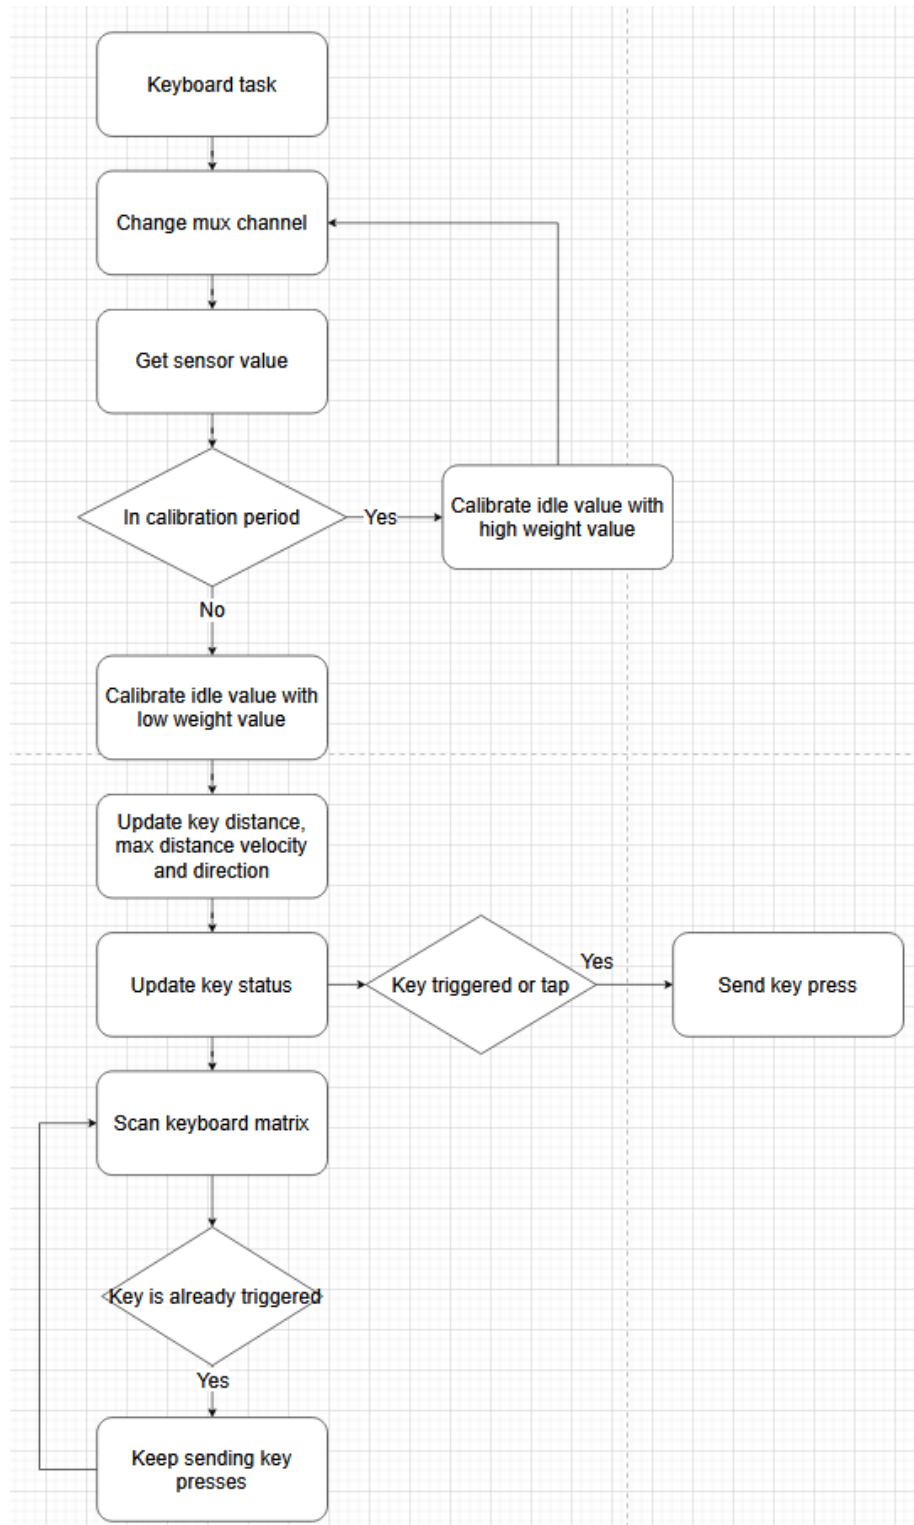 Keyboard task
Change mux channel
Get sensor value
In calibration period
Yes
Calibrate idle value with
high weight value
No
Calibrate idle value with
low weight value
Update key distance,
max distance velocity
and direction
Update key status
Key triggered or tap
Yes
Send key press
Scan keyboard matrix
Key is already triggered
Yes
Keep sending key
presses